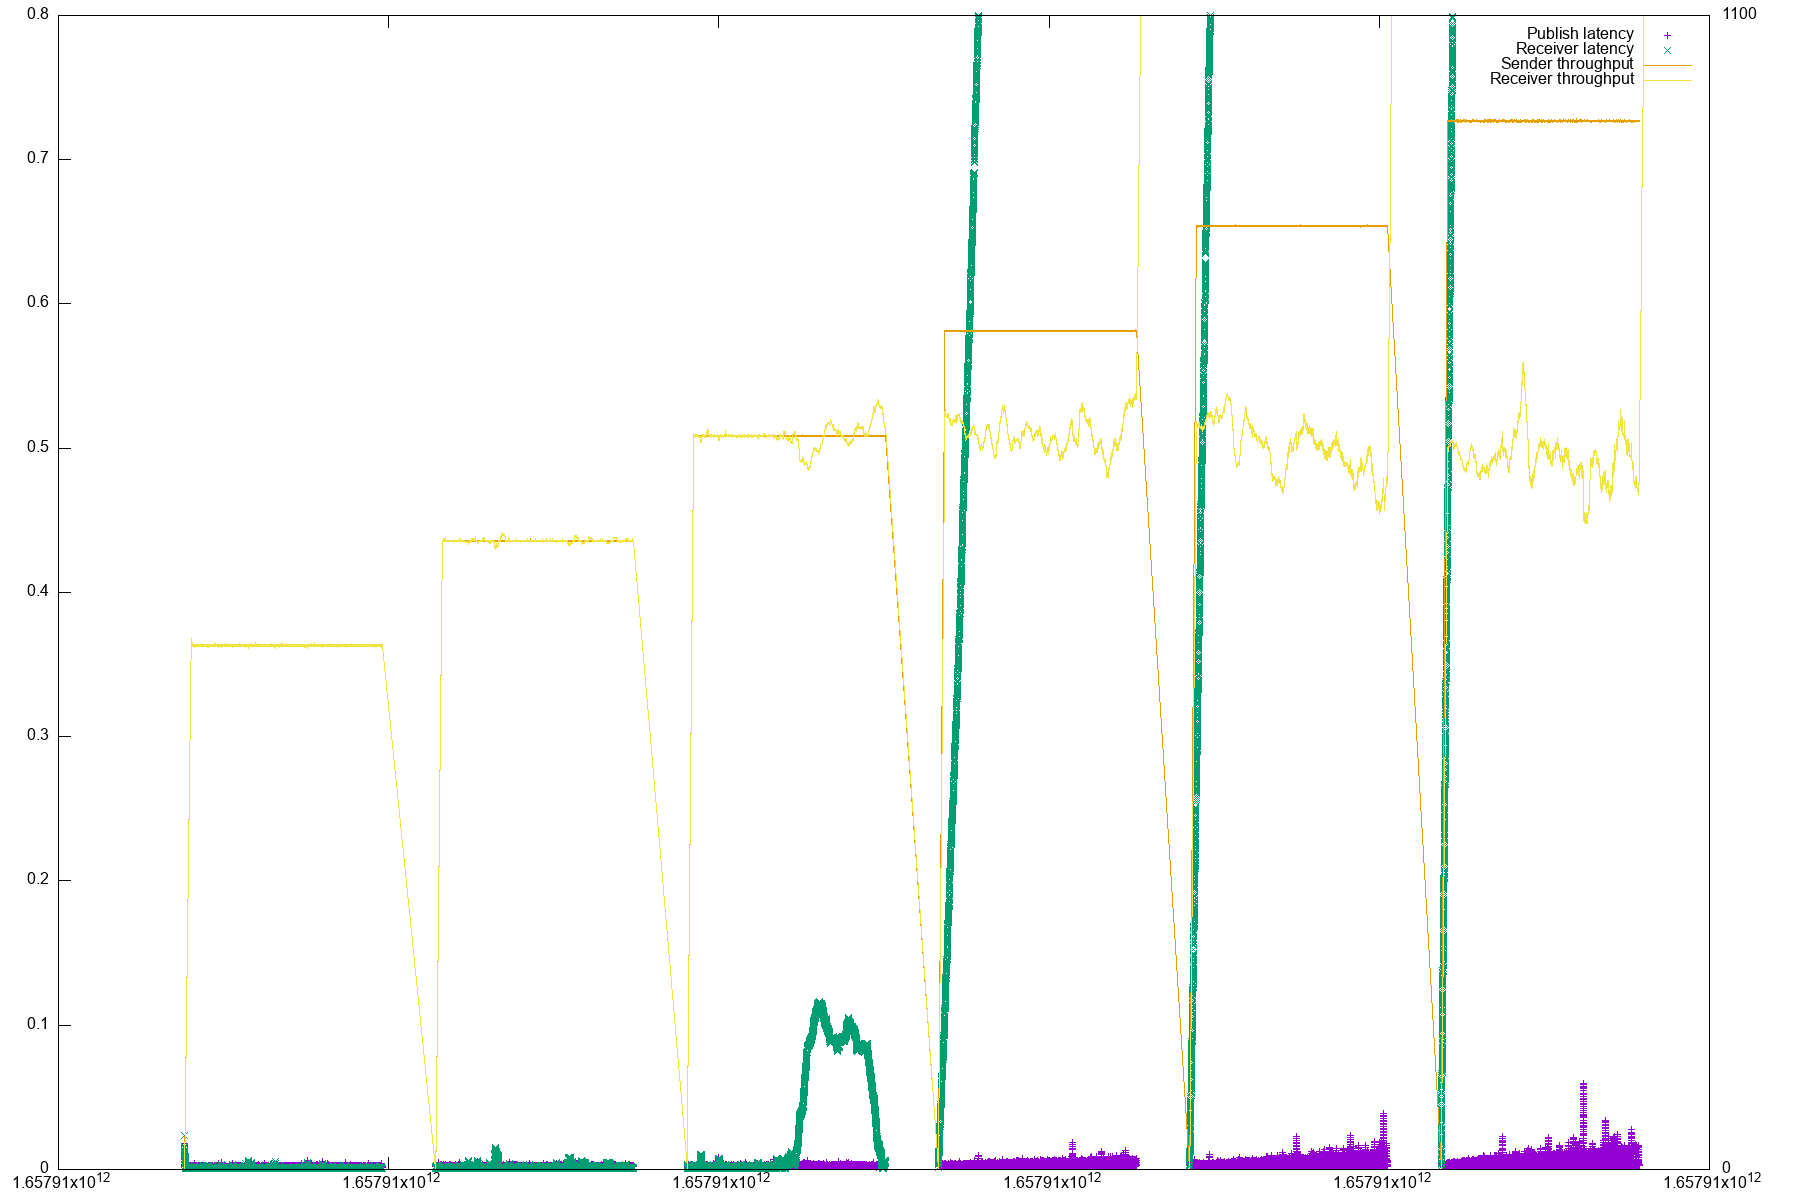 0.8
1100
Publish latency
Receiver latency
Sender throughput
Receiver throughput
0.7
0.6
0.5
0.4
0.3
0.2
0.1
0
0
1.65791x10^12 1.65791x10^12 1.65791x10^12 1.65791x10^12 1.65791x10^12 1.65791x10^12